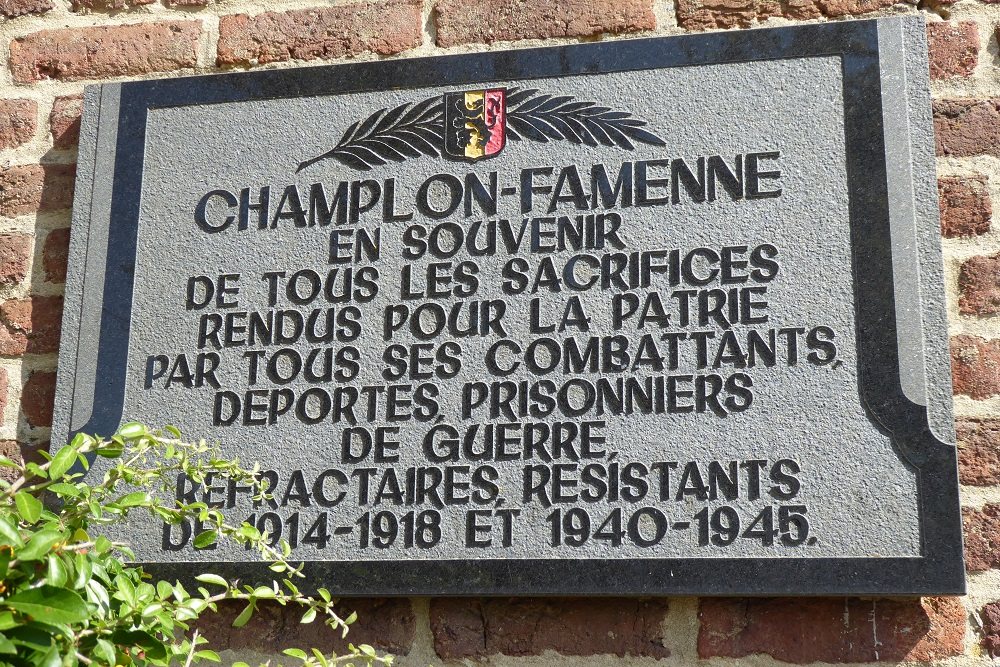 CHAMPLON-FAMENNE
EN SOUVENIR
DE TOUS LES SACRIFICES
RENDUS POUR LA PATRIE
PAR TOUS SES COMBATTANTS,
DEPORTES, PRISONNIERS
DE GUERRE,
REFRACTAIRES, RESISTANTS
DE 1914-1918 ET 1940-1945.